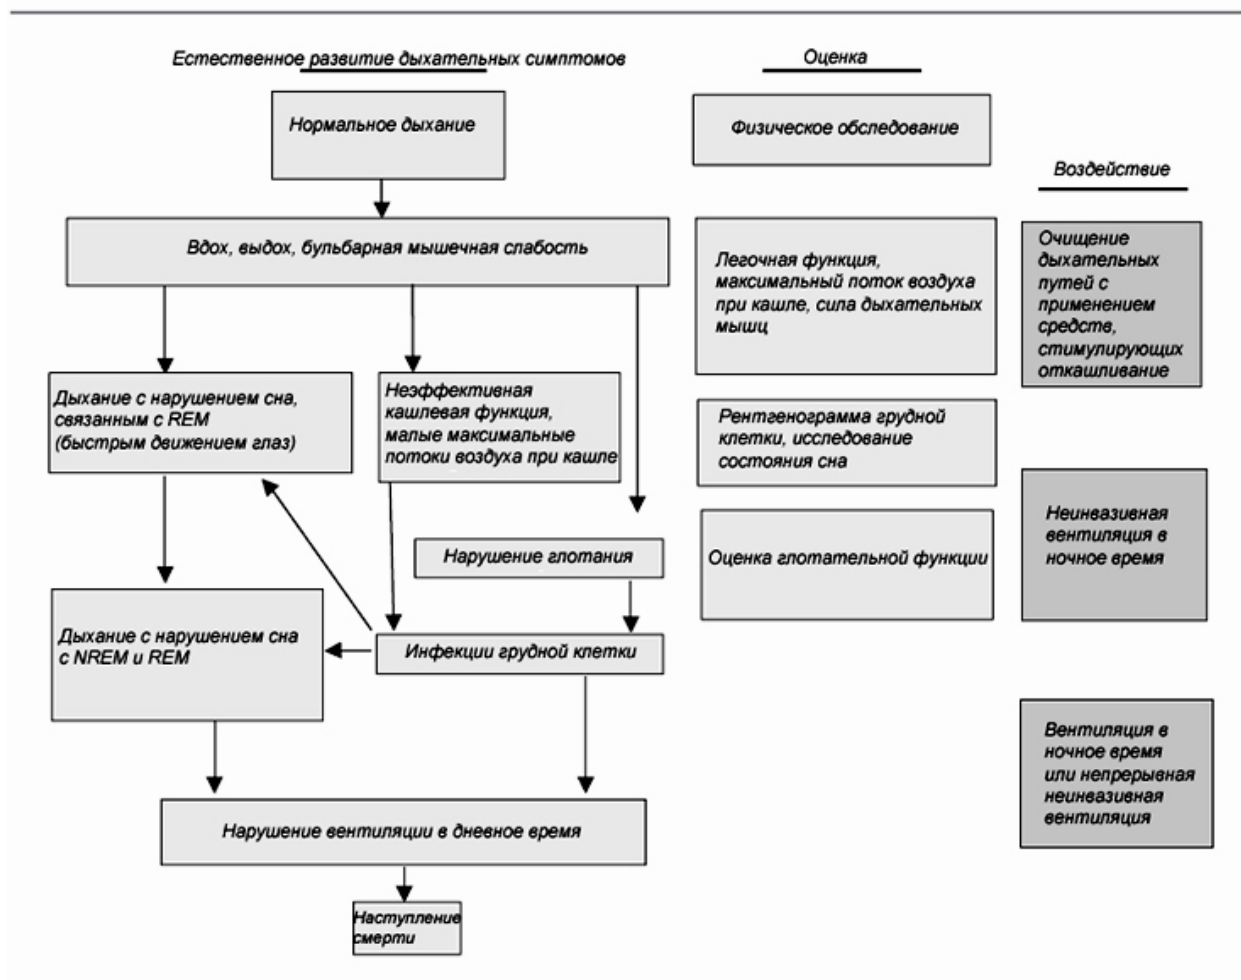 Естественное развитие дыхательных симптомов
Нормальное дыхание
Вдох, выдох, бульбарная мышечная слабость
Дыхание с нарушением сна,
связанным с REM
(быстрым движением глаз)
Неэффективная
кашлевая функция,
малые максимальные
потоки воздуха при кашле
Нарушение глотания
Дыхание с нарушением сна
с NREM и REM
Инфекции грудной клетки
Нарушение вентиляции в дневное время
Наступление
смерти
Оценка
Физическое обследование
Легочная функция,
максимальный поток воздуха
при кашле, сила дыхательных
мышц
Рентгенограмма грудной
клетки, исследование
состояния сна
Оценка глотательной функции
Воздействие
Очищение
дыхательных
путей с
применением
средств,
стимулирующих
откашливание
Неинвазивная
вентиляция в
ночное время
Вентиляция в
ночное время
или непрерывная
неинвазивная
вентиляция